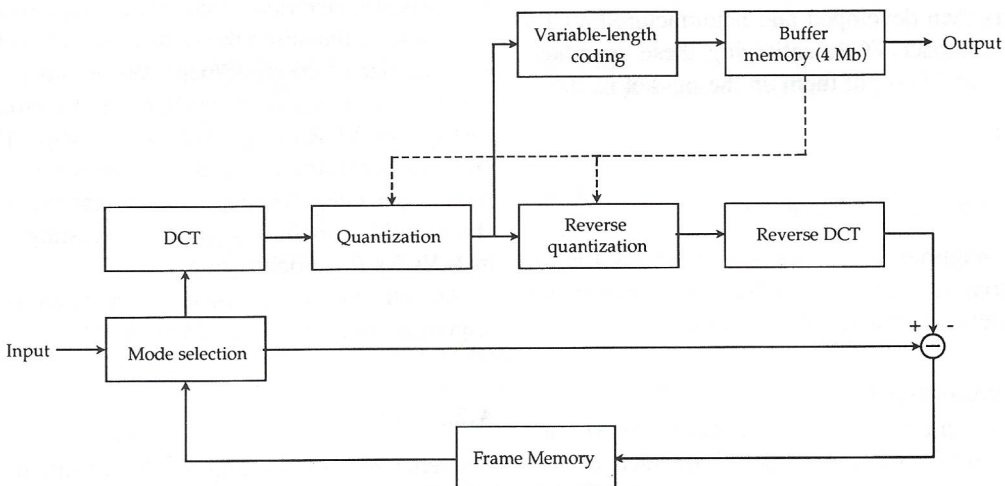 Variable-length
coding
Buffer
memory (4 Mb)
Output
DCT
Quantization
Reverse
quantization
Reverse DCT
+ -
Input
Mode selection
−
Frame Memory